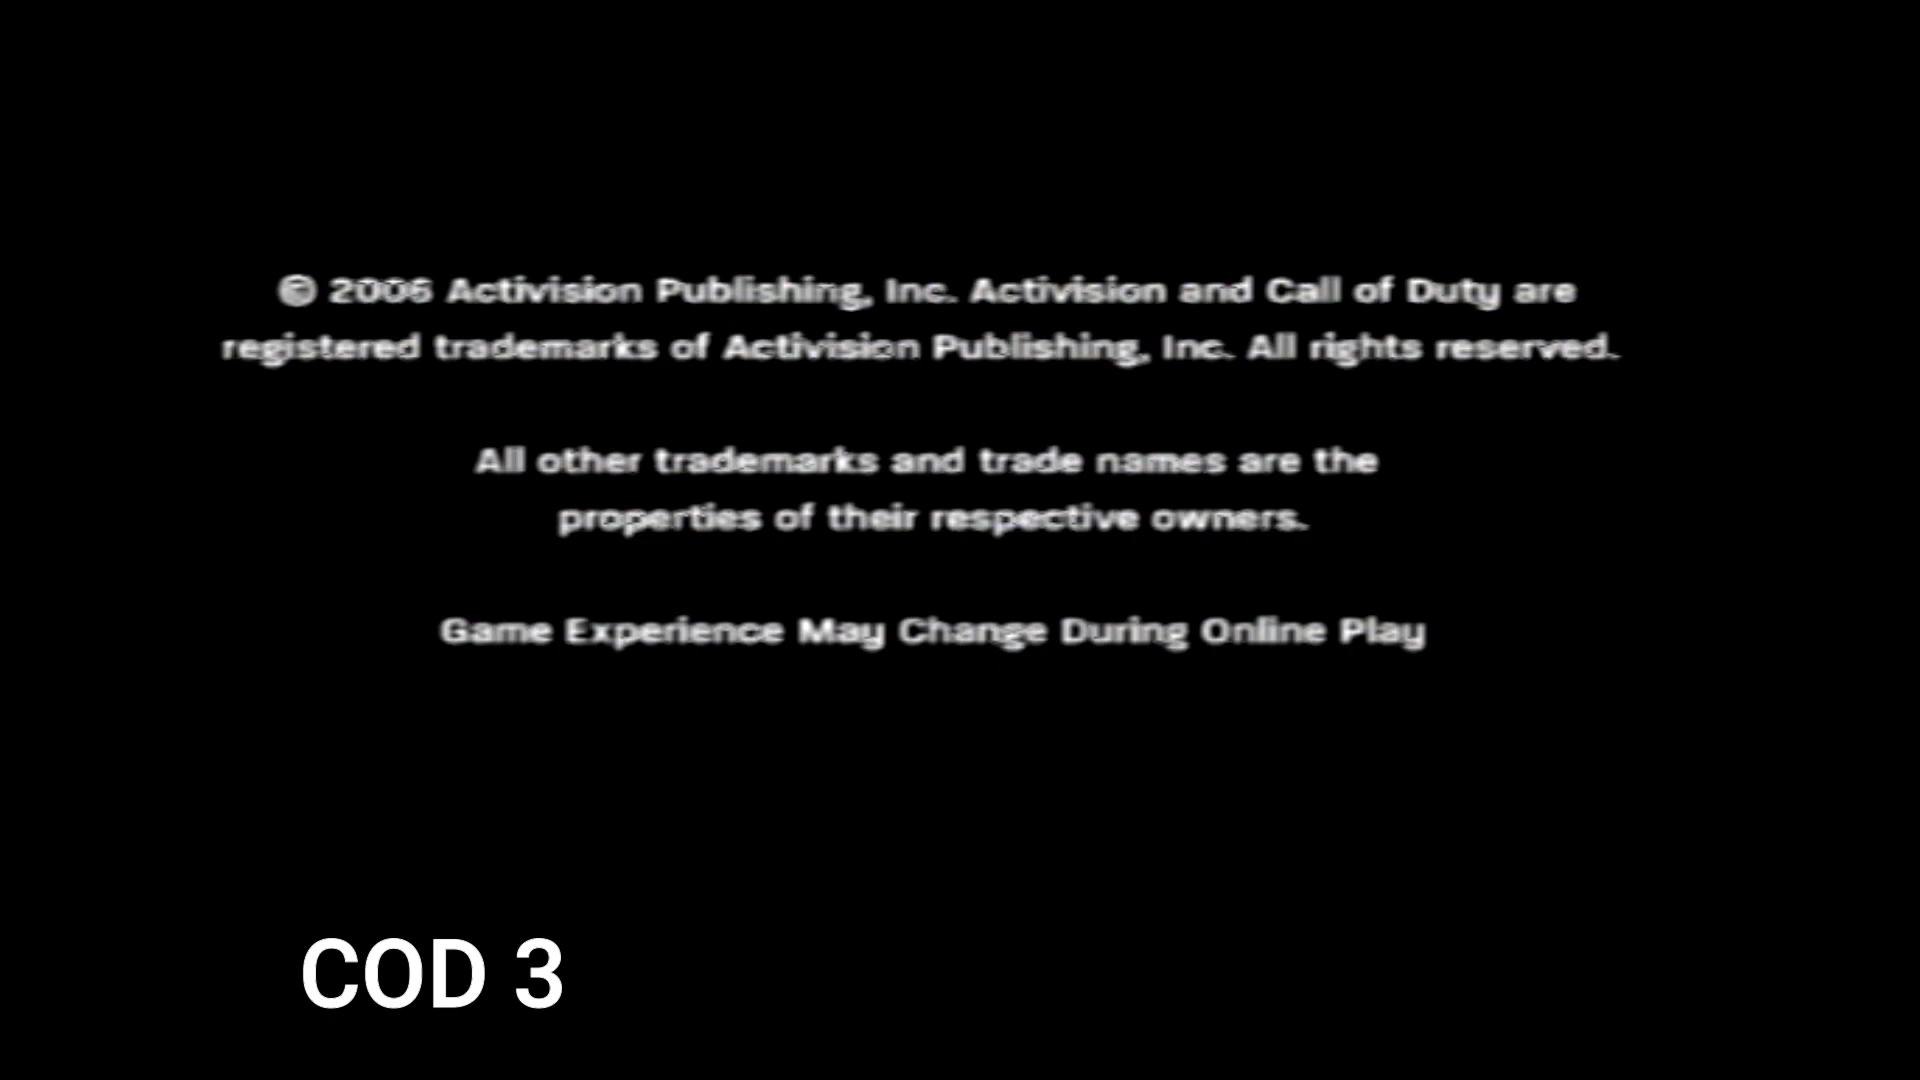 © 2006 Activision Publishing, Inc. Activision and Call of Duty are
registered trademarks of Activision Publishing, Inc. All rights reserved.
All other trademarks and trade names are the
properties of their respective owners.
Game Experience May Change During Online Play
COD 3